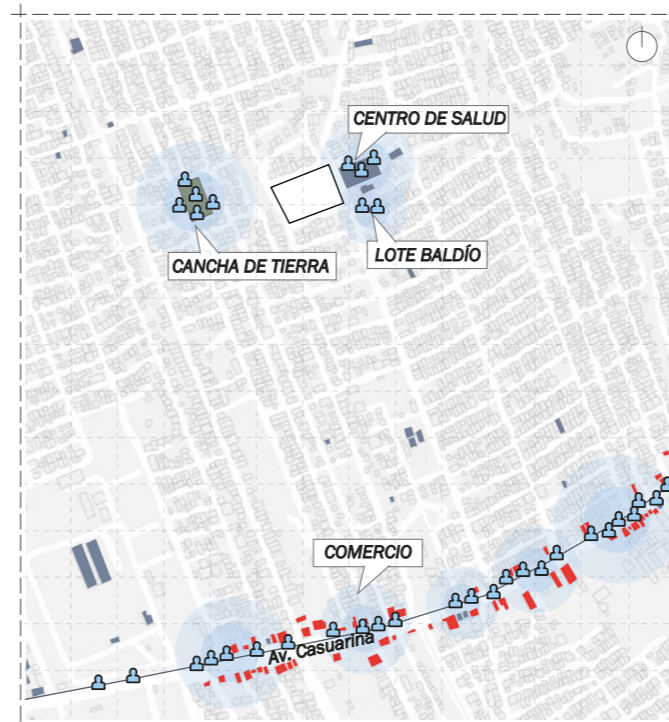 CENTRO DE SALUD
LOTE BALDÍO
CANCHA DE TIERRA
COMERCIO
Av. Casuarina